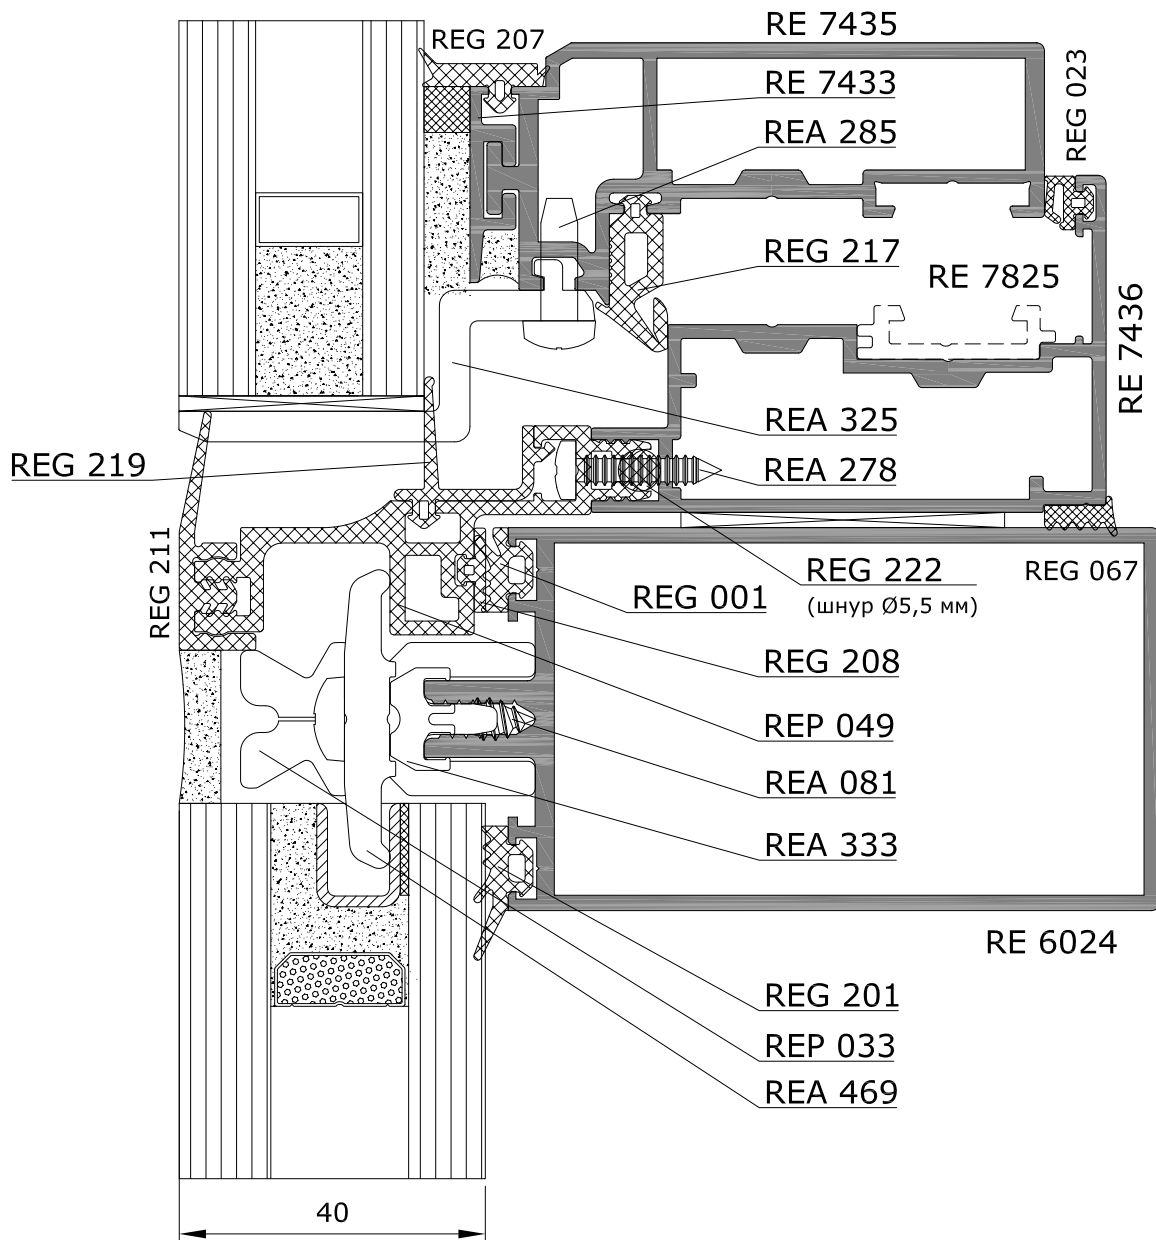 RE 7435
REG 207
RE 7433
REG 023
REA 285
REG 217
RE 7825
RE 7436
REA 325
REG 219
REA 278
REG 211
REG 222
(шнур Ø5,5 мм)
REG 067
REG 001
REG 208
REP 049
REA 081
REA 333
RE 6024
REG 201
REP 033
REA 469
40